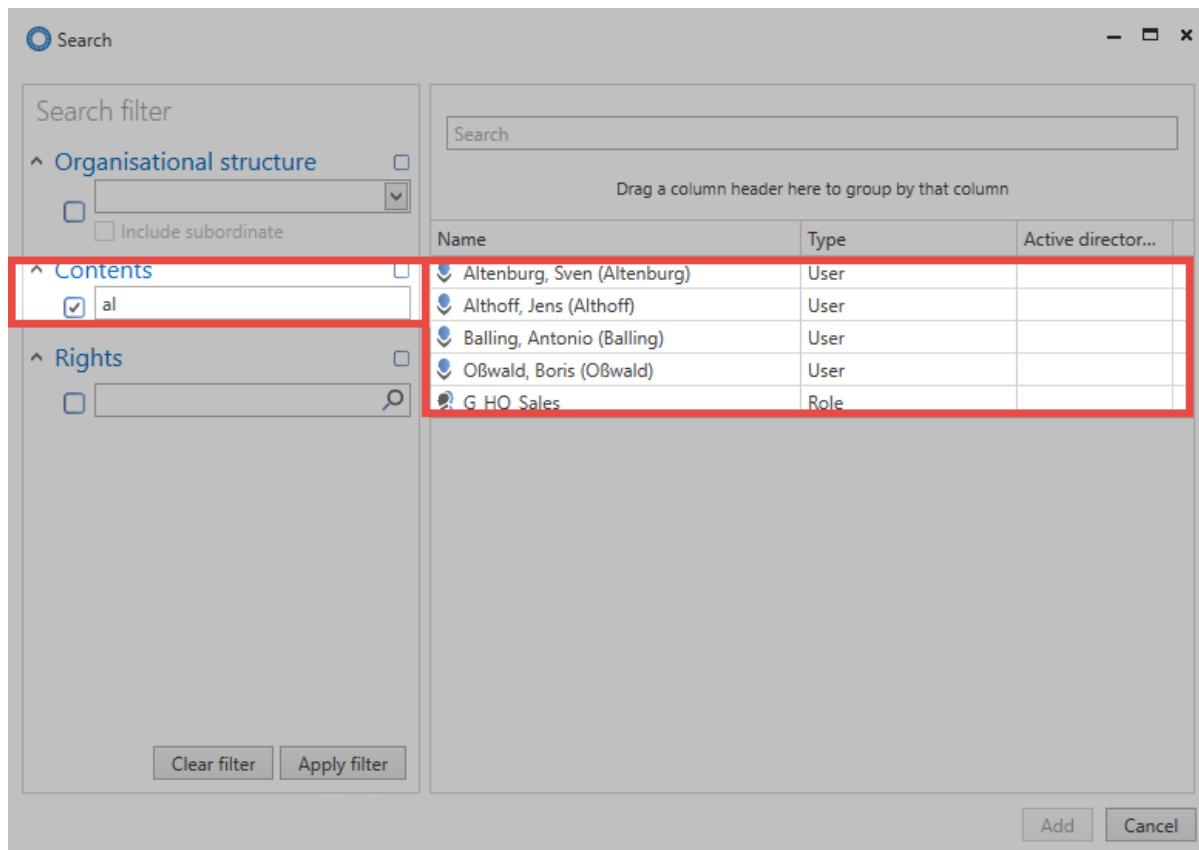 Search
Search filter
Organisational structure
Include subordinate
Contents
al
Rights
Clear filter Apply filter
Search
Drag a column header here to group by that column
Name Type Active director...
Altenburg, Sven (Altenburg) User
Althoff, Jens (Althoff) User
Balling, Antonio (Balling) User
Oßwald, Boris (Oßwald) User
G_HQ_Sales Role
Add Cancel